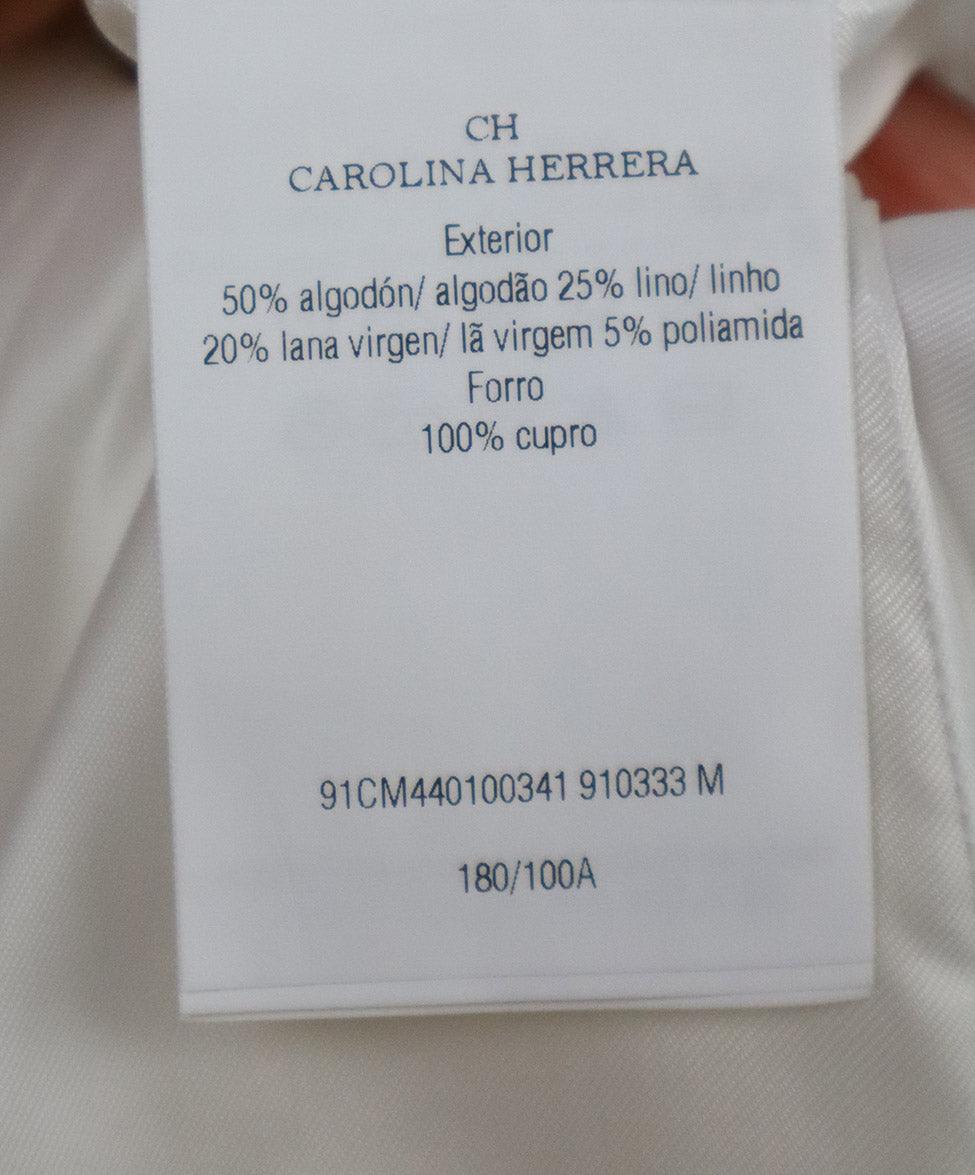 CH
CAROLINA HERRERA
Exterior
50% algodón/ algodão 25% lino/ linho
20% lana virgen/ lã virgem 5% poliamida
Forro
100% cupro
91CM440100341 910333 M
180/100A